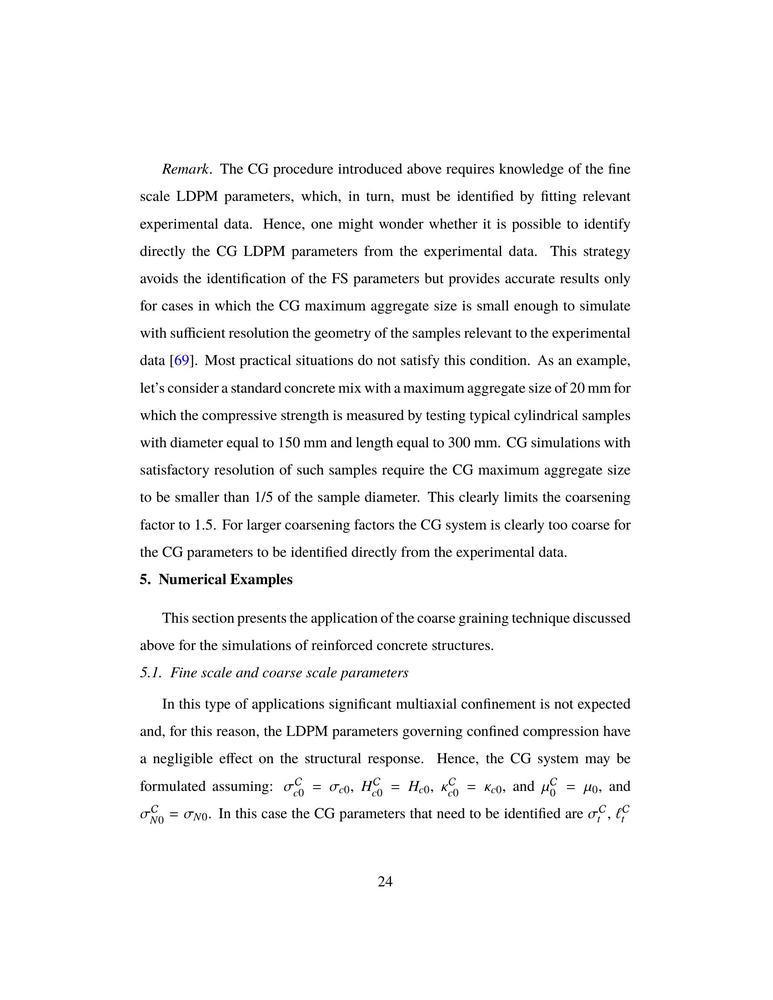 Remark. The CG procedure introduced above requires knowledge of the fine
scale LDPM parameters, which, in turn, must be identified by fitting relevant
experimental data. Hence, one might wonder whether it is possible to identify
directly the CG LDPM parameters from the experimental data. This strategy
avoids the identification of the FS parameters but provides accurate results only
for cases in which the CG maximum aggregate size is small enough to simulate
with sufficient resolution the geometry of the samples relevant to the experimental
data [69]. Most practical situations do not satisfy this condition. As an example,
let's consider a standard concrete mix with a maximum aggregate size of 20 mm for
which the compressive strength is measured by testing typical cylindrical samples
with diameter equal to 150 mm and length equal to 300 mm. CG simulations with
satisfactory resolution of such samples require the CG maximum aggregate size
to be smaller than 1/5 of the sample diameter. This clearly limits the coarsening
factor to 1.5. For larger coarsening factors the CG system is clearly too coarse for
the CG parameters to be identified directly from the experimental data.
5. Numerical Examples
This section presents the application of the coarse graining technique discussed
above for the simulations of reinforced concrete structures.
5.1. Fine scale and coarse scale parameters
In this type of applications significant multiaxial confinement is not expected
and, for this reason, the LDPM parameters governing confined compression have
a negligible effect on the structural response. Hence, the CG system may be
formulated assuming: $\sigma_{c0}^C = \sigma_{c0}$, $H_{c0}^C = H_{c0}$, $\kappa_{c0}^C = \kappa_{c0}$, and $\mu_0^C = \mu_0$, and
$\sigma_{N0}^C = \sigma_{N0}$. In this case the CG parameters that need to be identified are $\sigma_t^C$, $\ell_t^C$
24